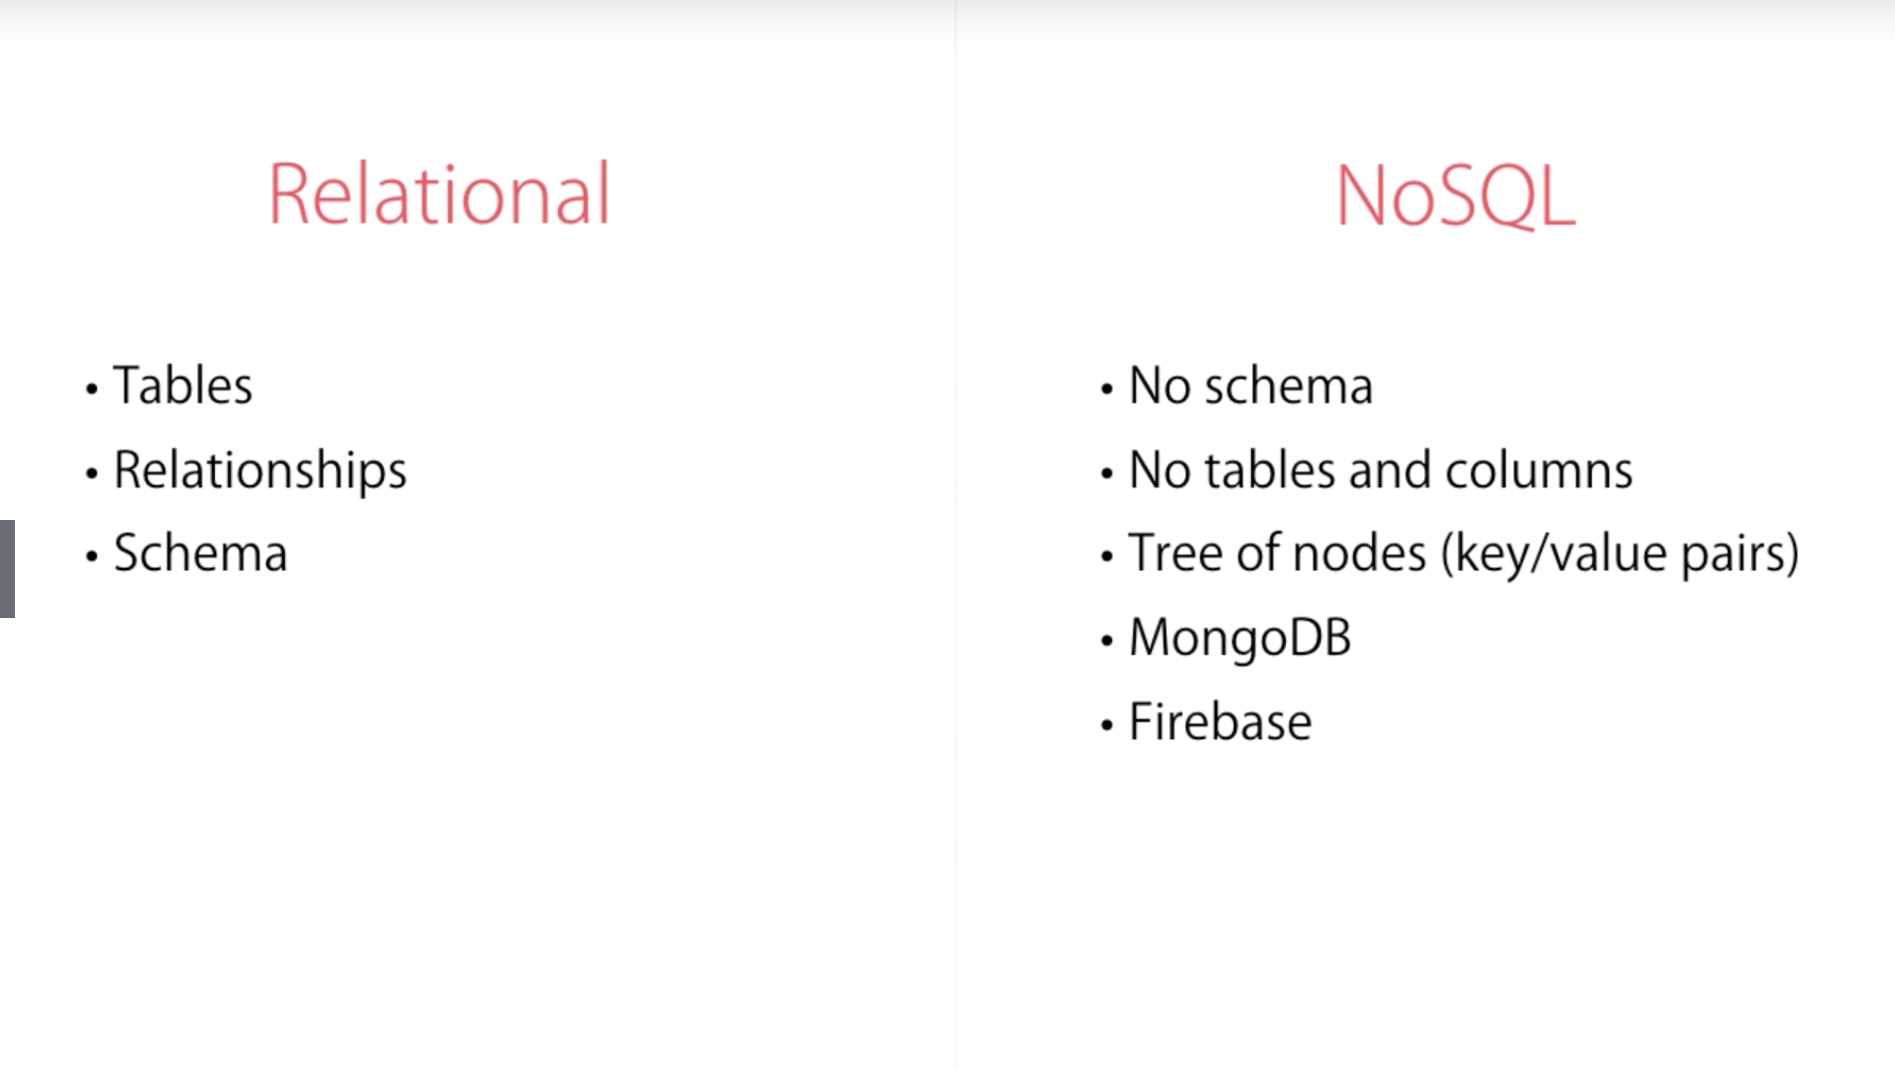 Relational
• Tables
• Relationships
• Schema
NoSQL
• No schema
• No tables and columns
• Tree of nodes (key/value pairs)
• MongoDB
• Firebase